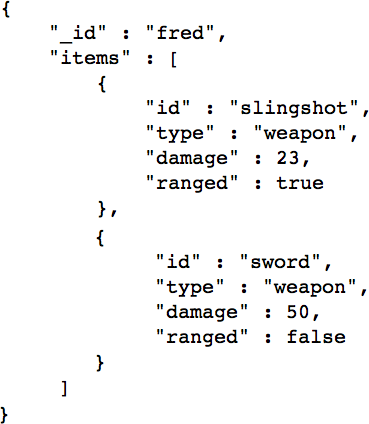 {
    "_id" : "fred",
    "items" : [
        {
            "id" : "slingshot",
            "type" : "weapon",
            "damage" : 23,
            "ranged" : true
        },
        {
             "id" : "sword",
             "type" : "weapon",
             "damage" : 50,
             "ranged" : false
        }
     ]
}